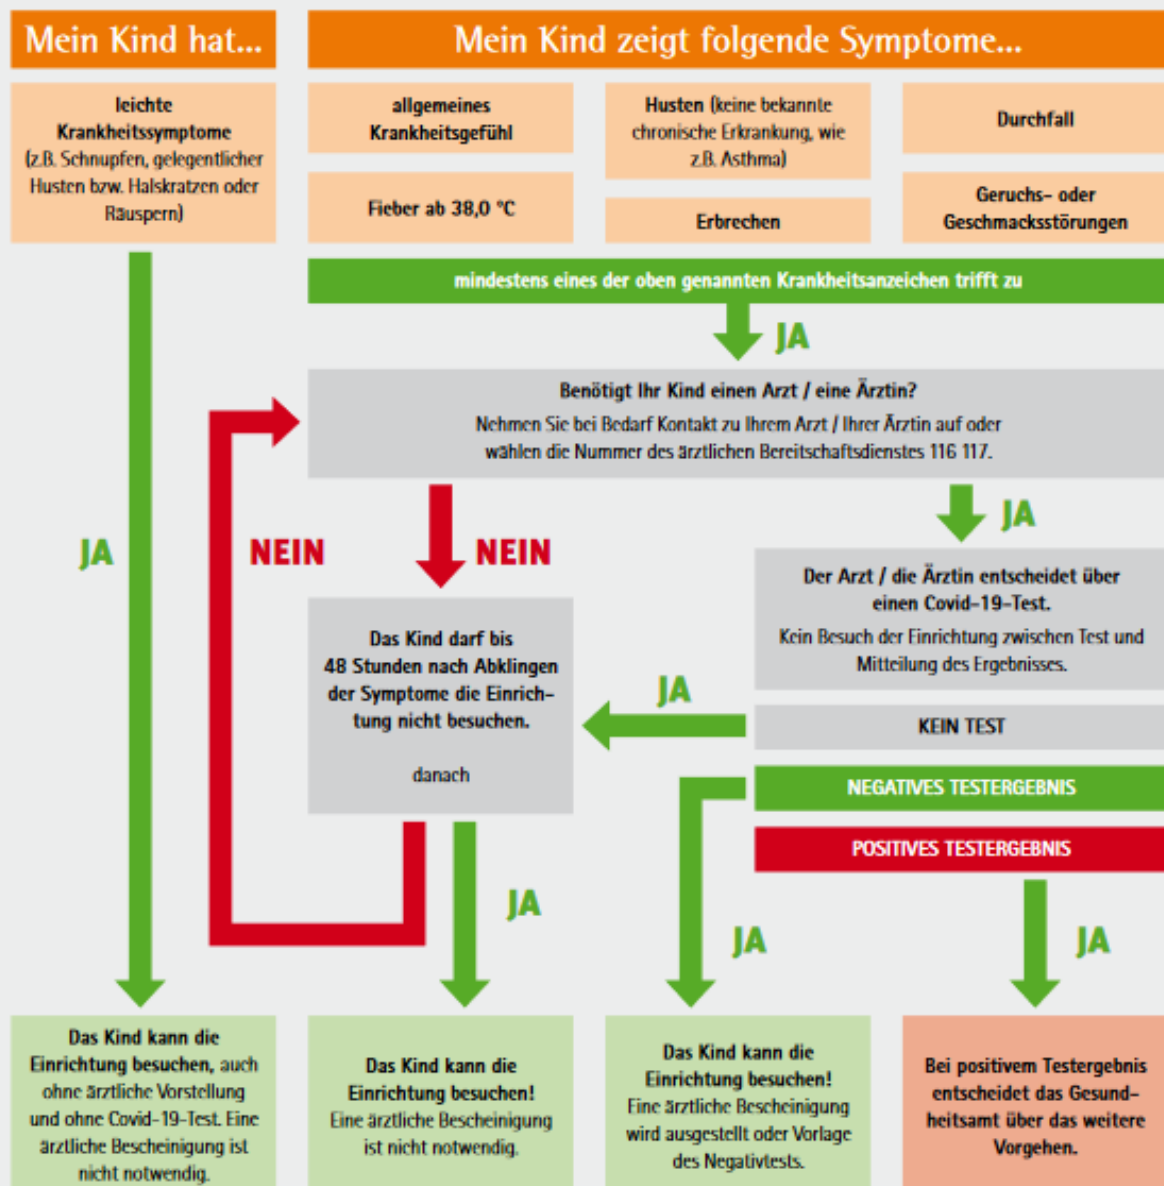 Mein Kind hat...
leichte
Krankheitssymptome
(z.B. Schnupfen, gelegentlicher
Husten bzw. Halskratzen oder
Räuspern)
Mein Kind zeigt folgende Symptome...
allgemeines
Krankheitsgefühl
Husten (keine bekannte
chronische Erkrankung, wie
z.B. Asthma)
Durchfall
Fieber ab 38,0 °C
Erbrechen
Geruchs- oder
Geschmacksstörungen
mindestens eines der oben genannten Krankheitsanzeichen trifft zu
JA
Benötigt Ihr Kind einen Arzt / eine Ärztin?
Nehmen Sie bei Bedarf Kontakt zu Ihrem Arzt / Ihrer Ärztin auf oder
wählen die Nummer des ärztlichen Bereitschaftsdienstes 116 117.
JA
NEIN
NEIN
JA
Der Arzt / die Ärztin entscheidet über
einen Covid-19-Test.
Kein Besuch der Einrichtung zwischen Test und
Mitteilung des Ergebnisses.
Das Kind darf bis
48 Stunden nach Abklingen
der Symptome die Einrich-
tung nicht besuchen.
danach
JA
KEIN TEST
NEGATIVES TESTERGEBNIS
POSITIVES TESTERGEBNIS
JA
JA
JA
Das Kind kann die
Einrichtung besuchen, auch
ohne ärztliche Vorstellung
und ohne Covid-19-Test. Eine
ärztliche Bescheinigung ist
nicht notwendig.
Das Kind kann die
Einrichtung besuchen!
Eine ärztliche Bescheinigung
ist nicht notwendig.
Das Kind kann die
Einrichtung besuchen!
Eine ärztliche Bescheinigung
wird ausgestellt oder Vorlage
des Negativtests.
Bei positivem Testergebnis
entscheidet das Gesund-
heitsamt über das weitere
Vorgehen.